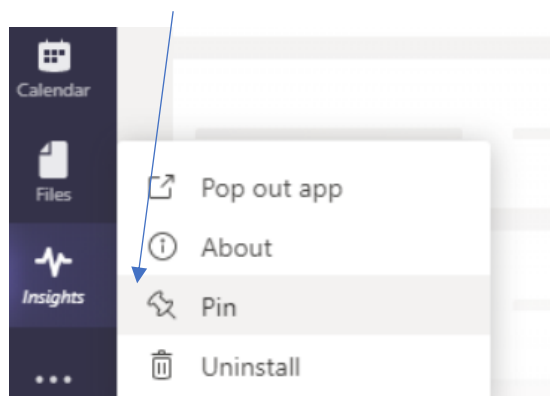 Calendar
Files
Insights
Pop out app
About
Pin
Uninstall